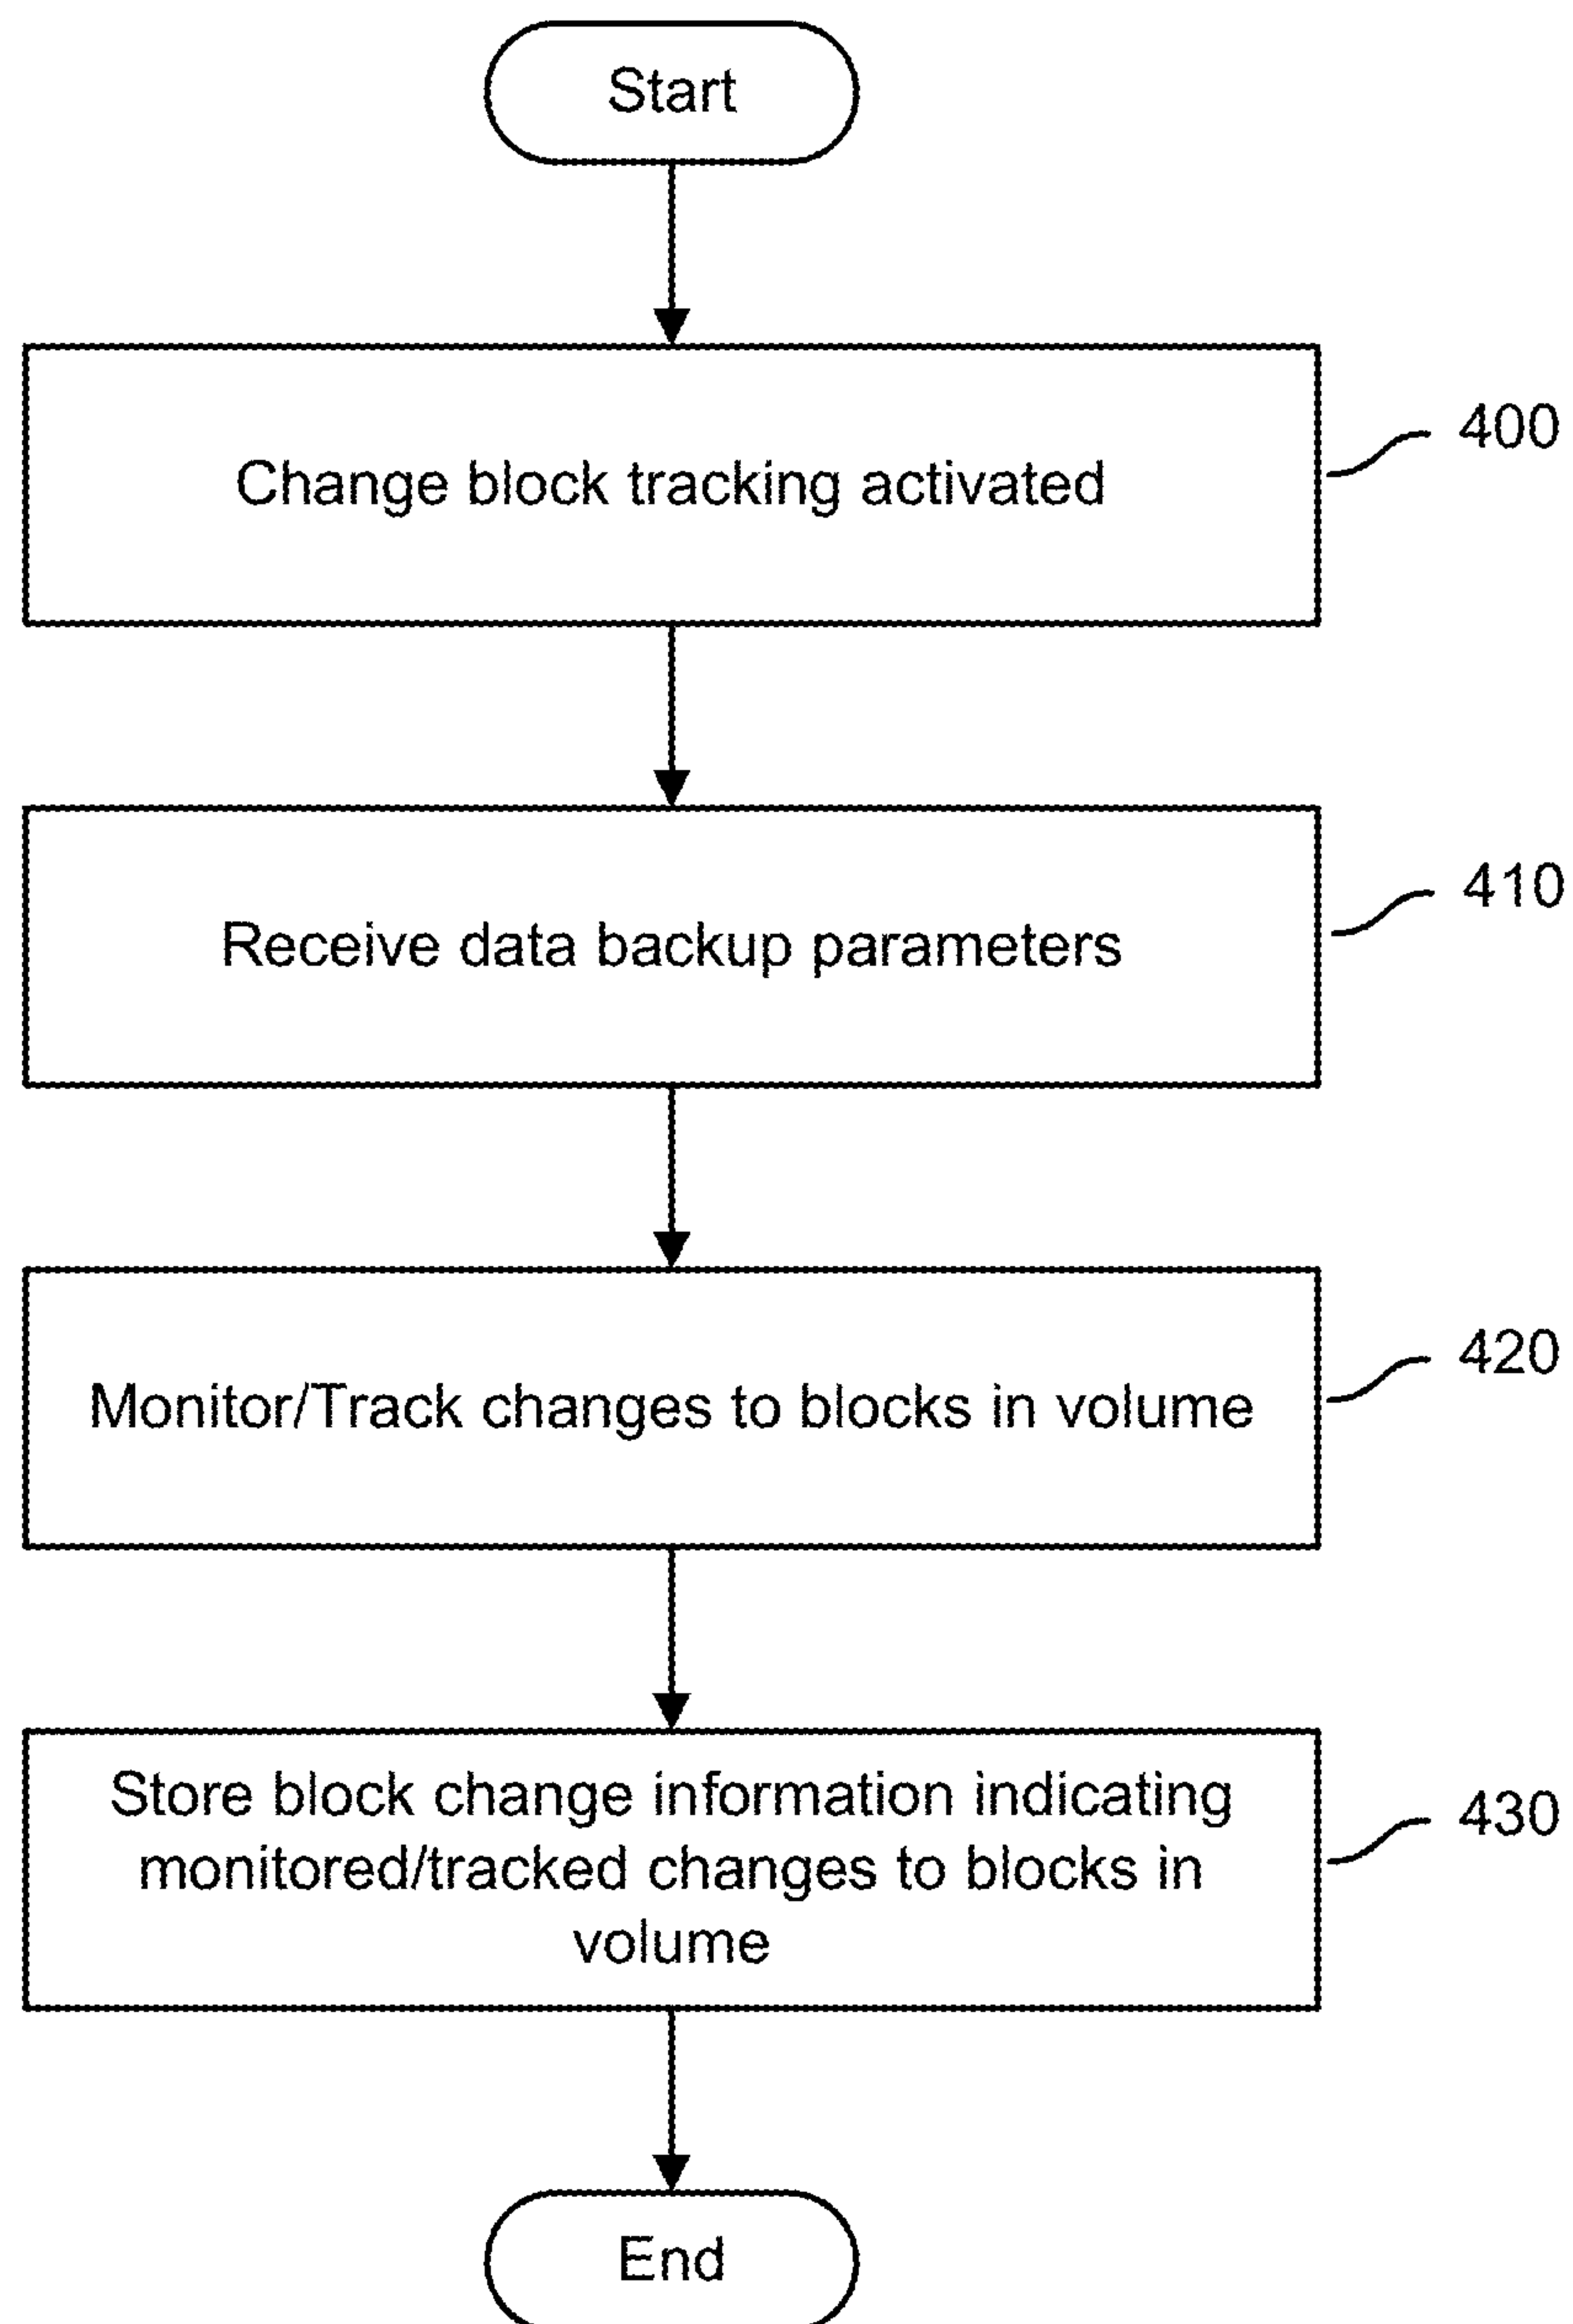 Start
Change block tracking activated
400
Receive data backup parameters
410
Monitor/Track changes to blocks in volume
420
Store block change information indicating
monitored/tracked changes to blocks in
volume
430
End